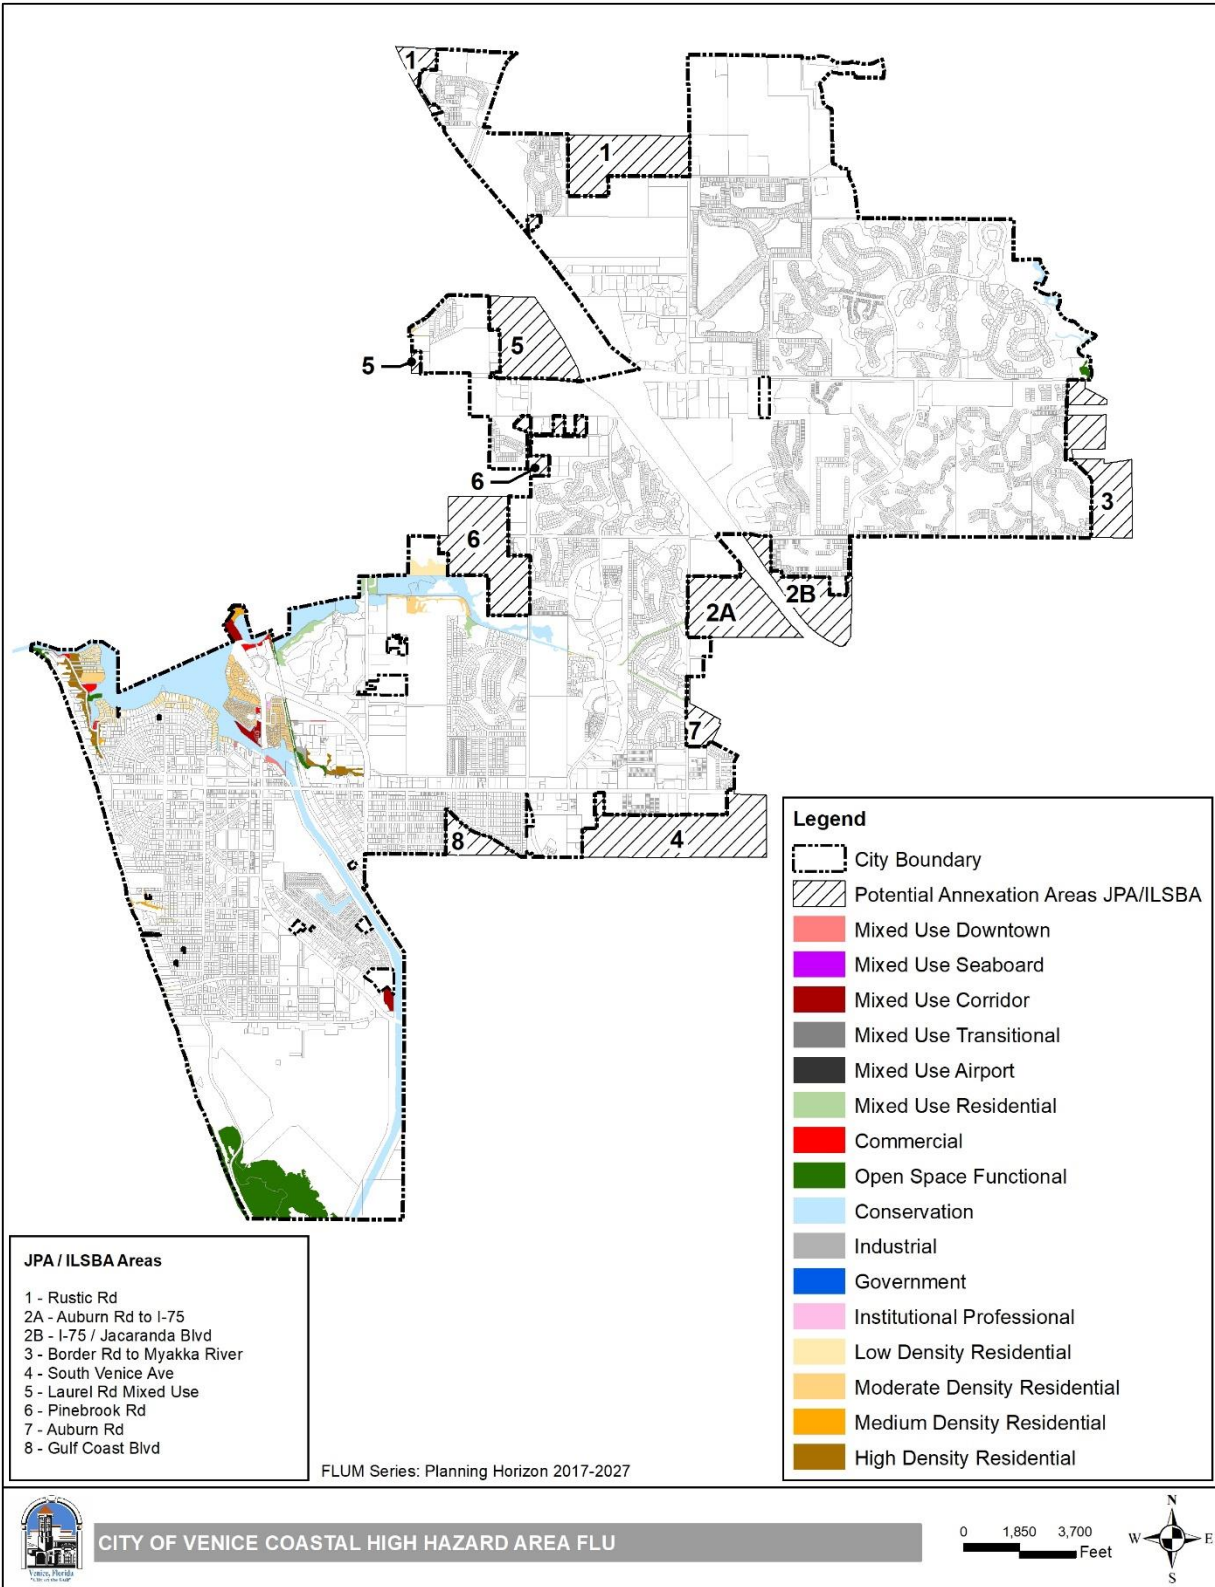 1
1
5
5
6
6
3
2A
2B
7
8
4
Legend
City Boundary
Potential Annexation Areas JPA/ILSBA
Mixed Use Downtown
Mixed Use Seaboard
Mixed Use Corridor
Mixed Use Transitional
Mixed Use Airport
Mixed Use Residential
Commercial
Open Space Functional
Conservation
Industrial
Government
Institutional Professional
Low Density Residential
Moderate Density Residential
Medium Density Residential
High Density Residential
JPA / ILSBA Areas
1 - Rustic Rd
2A - Auburn Rd to I-75
2B - I-75 / Jacaranda Blvd
3 - Border Rd to Myakka River
4 - South Venice Ave
5 - Laurel Rd Mixed Use
6 - Pinebrook Rd
7 - Auburn Rd
8 - Gulf Coast Blvd
FLUM Series: Planning Horizon 2017-2027
Venice, Florida
"City on the Gulf"
CITY OF VENICE COASTAL HIGH HAZARD AREA FLU
0 1,850 3,700
Feet
N
W E
S